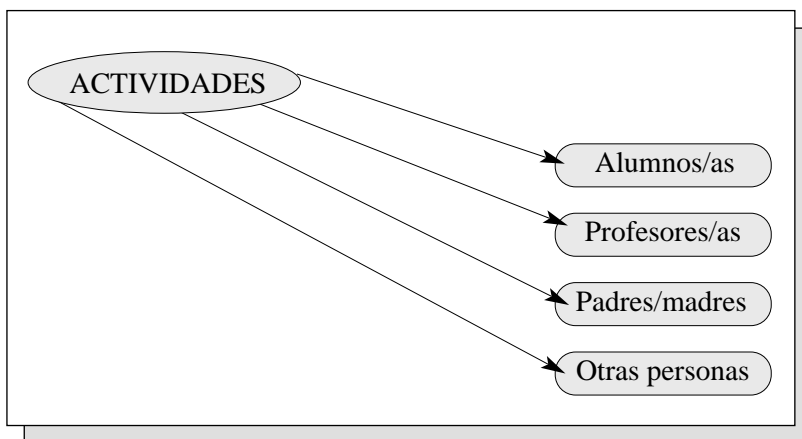 ACTIVIDADES
Alumnos/as
Profesores/as
Padres/madres
Otras personas